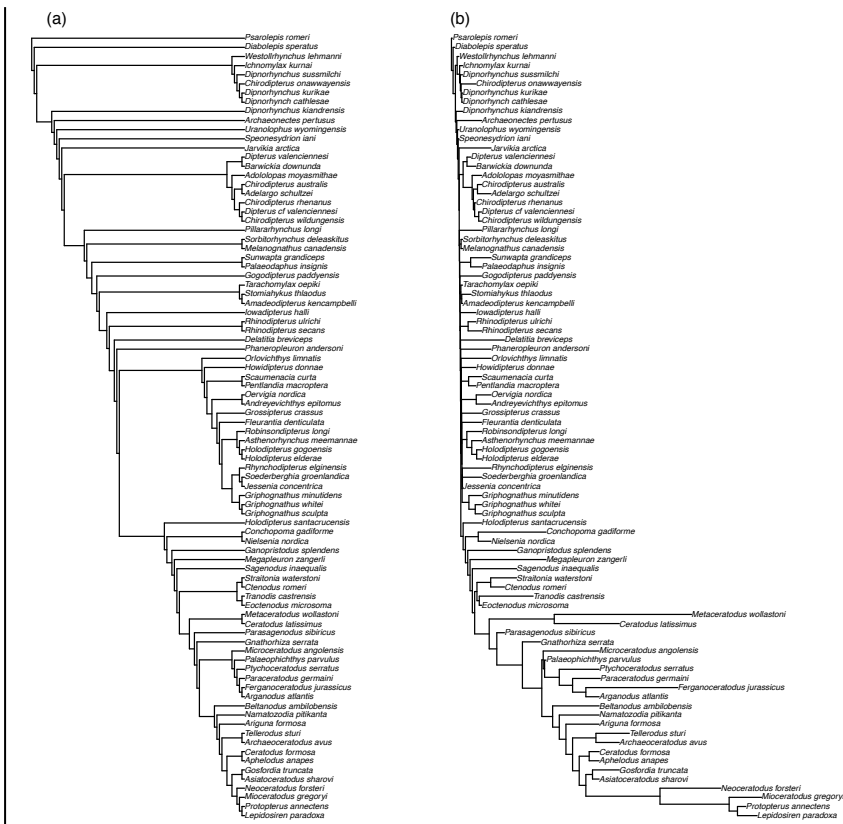 (a)
Psarolepis romeri
Diabolepis speratus
Westollrhynchus lehmanni
Ichnomylax kurnai
Dipnorhynchus sussmilchi
Chirodipterus onawwayensis
Dipnorhynchus kurikae
Dipnorhynch cathlesae
Dipnorhynchus kiandrensis
Archaeonectes pertusus
Uranolophus wyomingensis
Speonesydrion iani
Jarvikia arctica
Dipterus valenciennesi
Barwickia downunda
Adololopas moyasmithae
Chirodipterus australis
Adelargo schultzei
Chirodipterus rhenanus
Dipterus cf valenciennesi
Chirodipterus wildungensis
Pillararhynchus longi
Sorbitorhynchus deleaskitus
Melanognathus canadensis
Sunwapta grandiceps
Palaeodaphus insignis
Gogodipterus paddyensis
Tarachomylax oepiki
Stomiahykus thlaodus
Amadeodipterus kencampbelli
Iowadipterus halli
Rhinodipterus ulrichi
Rhinodipterus secans
Delatitia breviceps
Phaneropleuron andersoni
Orlovichthys limnatis
Howidipterus donnae
Scaumenacia curta
Pentlandia macroptera
Oervigia nordica
Andreyevichthys epitomus
Grossipterus crassus
Fleurantia denticulata
Robinsondipterus longi
Asthenorhynchus meemannae
Holodipterus gogoensis
Holodipterus elderae
Rhynchodipterus elginensis
Soederberghia groenlandica
Jessenia concentrica
Griphognathus minutidens
Griphognathus whitei
Griphognathus sculpta
Holodipterus santacrucensis
Conchopoma gadiforme
Nielsenia nordica
Ganopristodus splendens
Megapleuron zangerli
Sagenodus inaequalis
Straitonia waterstoni
Ctenodus romeri
Tranodis castrensis
Eoctenodus microsoma
Metaceratodus wollastoni
Ceratodus latissimus
Parasagenodus sibiricus
Gnathorhiza serrata
Microceratodus angolensis
Palaeophichthys parvulus
Ptychoceratodus serratus
Paraceratodus germaini
Ferganoceratodus jurassicus
Arganodus atlantis
Beltanodus ambilobensis
Namatozodia pitikanta
Ariguna formosa
Tellerodus sturi
Archaeoceratodus avus
Ceratodus formosa
Aphelodus anapes
Gosfordia truncata
Asiatoceratodus sharovi
Neoceratodus forsteri
Mioceratodus gregoryi
Protopterus annectens
Lepidosiren paradoxa
(b)
Psarolepis romeri
Diabolepis speratus
Westollrhynchus lehmanni
Ichnomylax kurnai
Dipnorhynchus sussmilchi
Chirodipterus onawwayensis
Dipnorhynchus kurikae
Dipnorhynch cathlesae
Dipnorhynchus kiandrensis
Archaeonectes pertusus
Uranolophus wyomingensis
Speonesydrion iani
Jarvikia arctica
Dipterus valenciennesi
Barwickia downunda
Adololopas moyasmithae
Chirodipterus australis
Adelargo schultzei
Chirodipterus rhenanus
Dipterus cf valenciennesi
Chirodipterus wildungensis
Pillararhynchus longi
Sorbitorhynchus deleaskitus
Melanognathus canadensis
Sunwapta grandiceps
Palaeodaphus insignis
Gogodipterus paddyensis
Tarachomylax oepiki
Stomiahykus thlaodus
Amadeodipterus kencampbelli
Iowadipterus halli
Rhinodipterus ulrichi
Rhinodipterus secans
Delatitia breviceps
Phaneropleuron andersoni
Orlovichthys limnatis
Howidipterus donnae
Scaumenacia curta
Pentlandia macroptera
Oervigia nordica
Andreyevichthys epitomus
Grossipterus crassus
Fleurantia denticulata
Robinsondipterus longi
Asthenorhynchus meemannae
Holodipterus gogoensis
Holodipterus elderae
Rhynchodipterus elginensis
Soederberghia groenlandica
Jessenia concentrica
Griphognathus minutidens
Griphognathus whitei
Griphognathus sculpta
Holodipterus santacrucensis
Conchopoma gadiforme
Nielsenia nordica
Ganopristodus splendens
Megapleuron zangerli
Sagenodus inaequalis
Straitonia waterstoni
Ctenodus romeri
Tranodis castrensis
Eoctenodus microsoma
Metaceratodus wollastoni
Ceratodus latissimus
Parasagenodus sibiricus
Gnathorhiza serrata
Microceratodus angolensis
Palaeophichthys parvulus
Ptychoceratodus serratus
Paraceratodus germaini
Ferganoceratodus jurassicus
Arganodus atlantis
Beltanodus ambilobensis
Namatozodia pitikanta
Ariguna formosa
Tellerodus sturi
Archaeoceratodus avus
Ceratodus formosa
Aphelodus anapes
Gosfordia truncata
Asiatoceratodus sharovi
Neoceratodus forsteri
Mioceratodus gregoryi
Protopterus annectens
Lepidosiren paradoxa